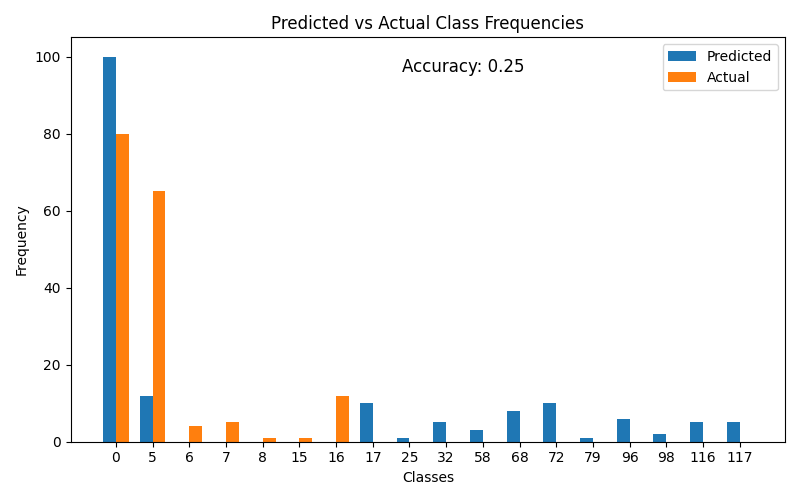 Predicted vs Actual Class Frequencies
Accuracy: 0.25
Predicted
Actual
Frequency
100
80
60
40
20
0
0 5 6 7 8 15 16 17 25 32 58 68 72 79 96 98 116 117
Classes